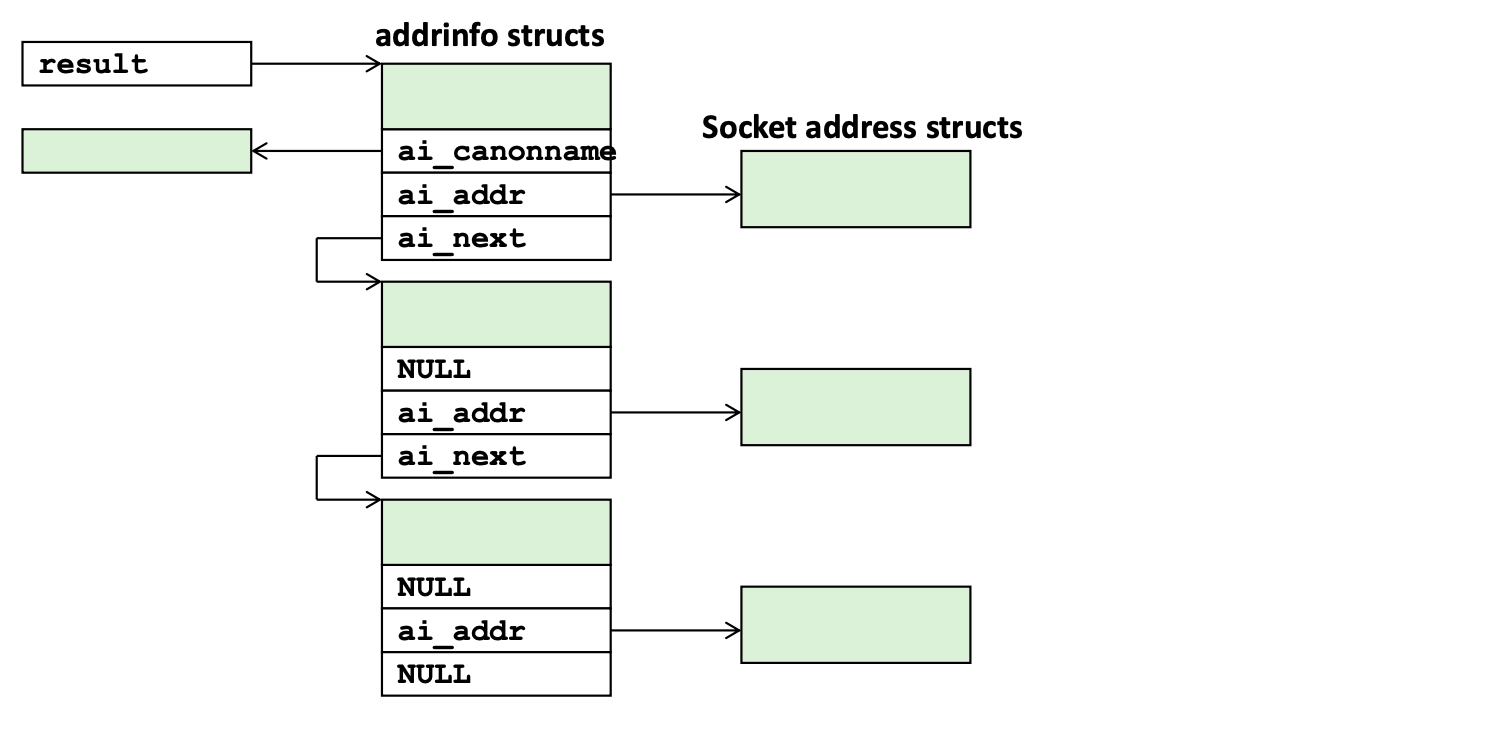 addrinfo structs
result
Socket address structs
ai_canonname
ai_addr
ai_next
NULL
ai_addr
ai_next
NULL
ai_addr
NULL